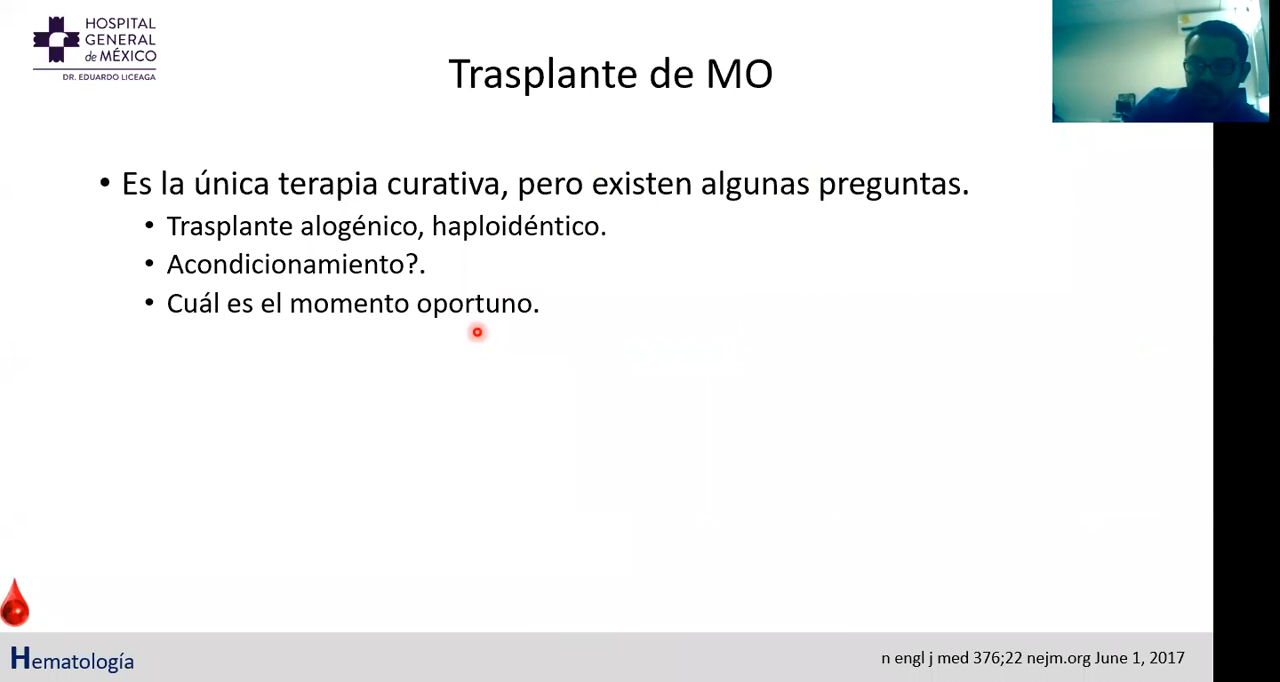 HOSPITAL
GENERAL
de MÉXICO
DR. EDUARDO LICEAGA
Trasplante de MO
• Es la única terapia curativa, pero existen algunas preguntas.
• Trasplante alogénico, haploidéntico.
• Acondicionamiento?.
• Cuál es el momento oportuno.
Hematología
n engl j med 376;22 nejm.org June 1, 2017